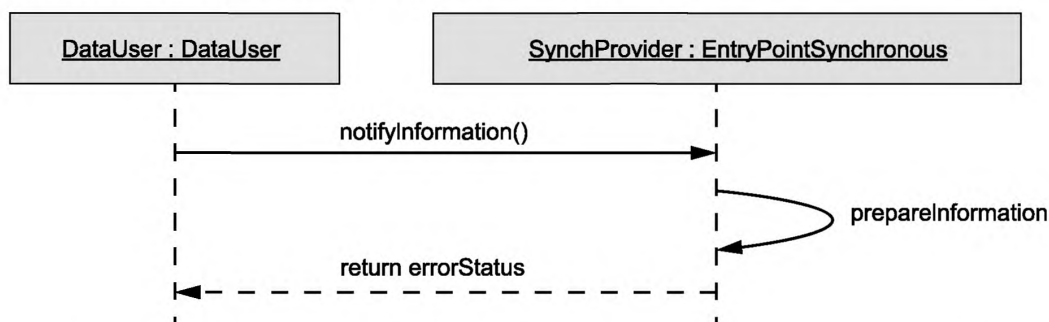 DataUser : DataUser
SynchProvider : EntryPointSynchronous
notifyInformation()
prepareInformation
return errorStatus